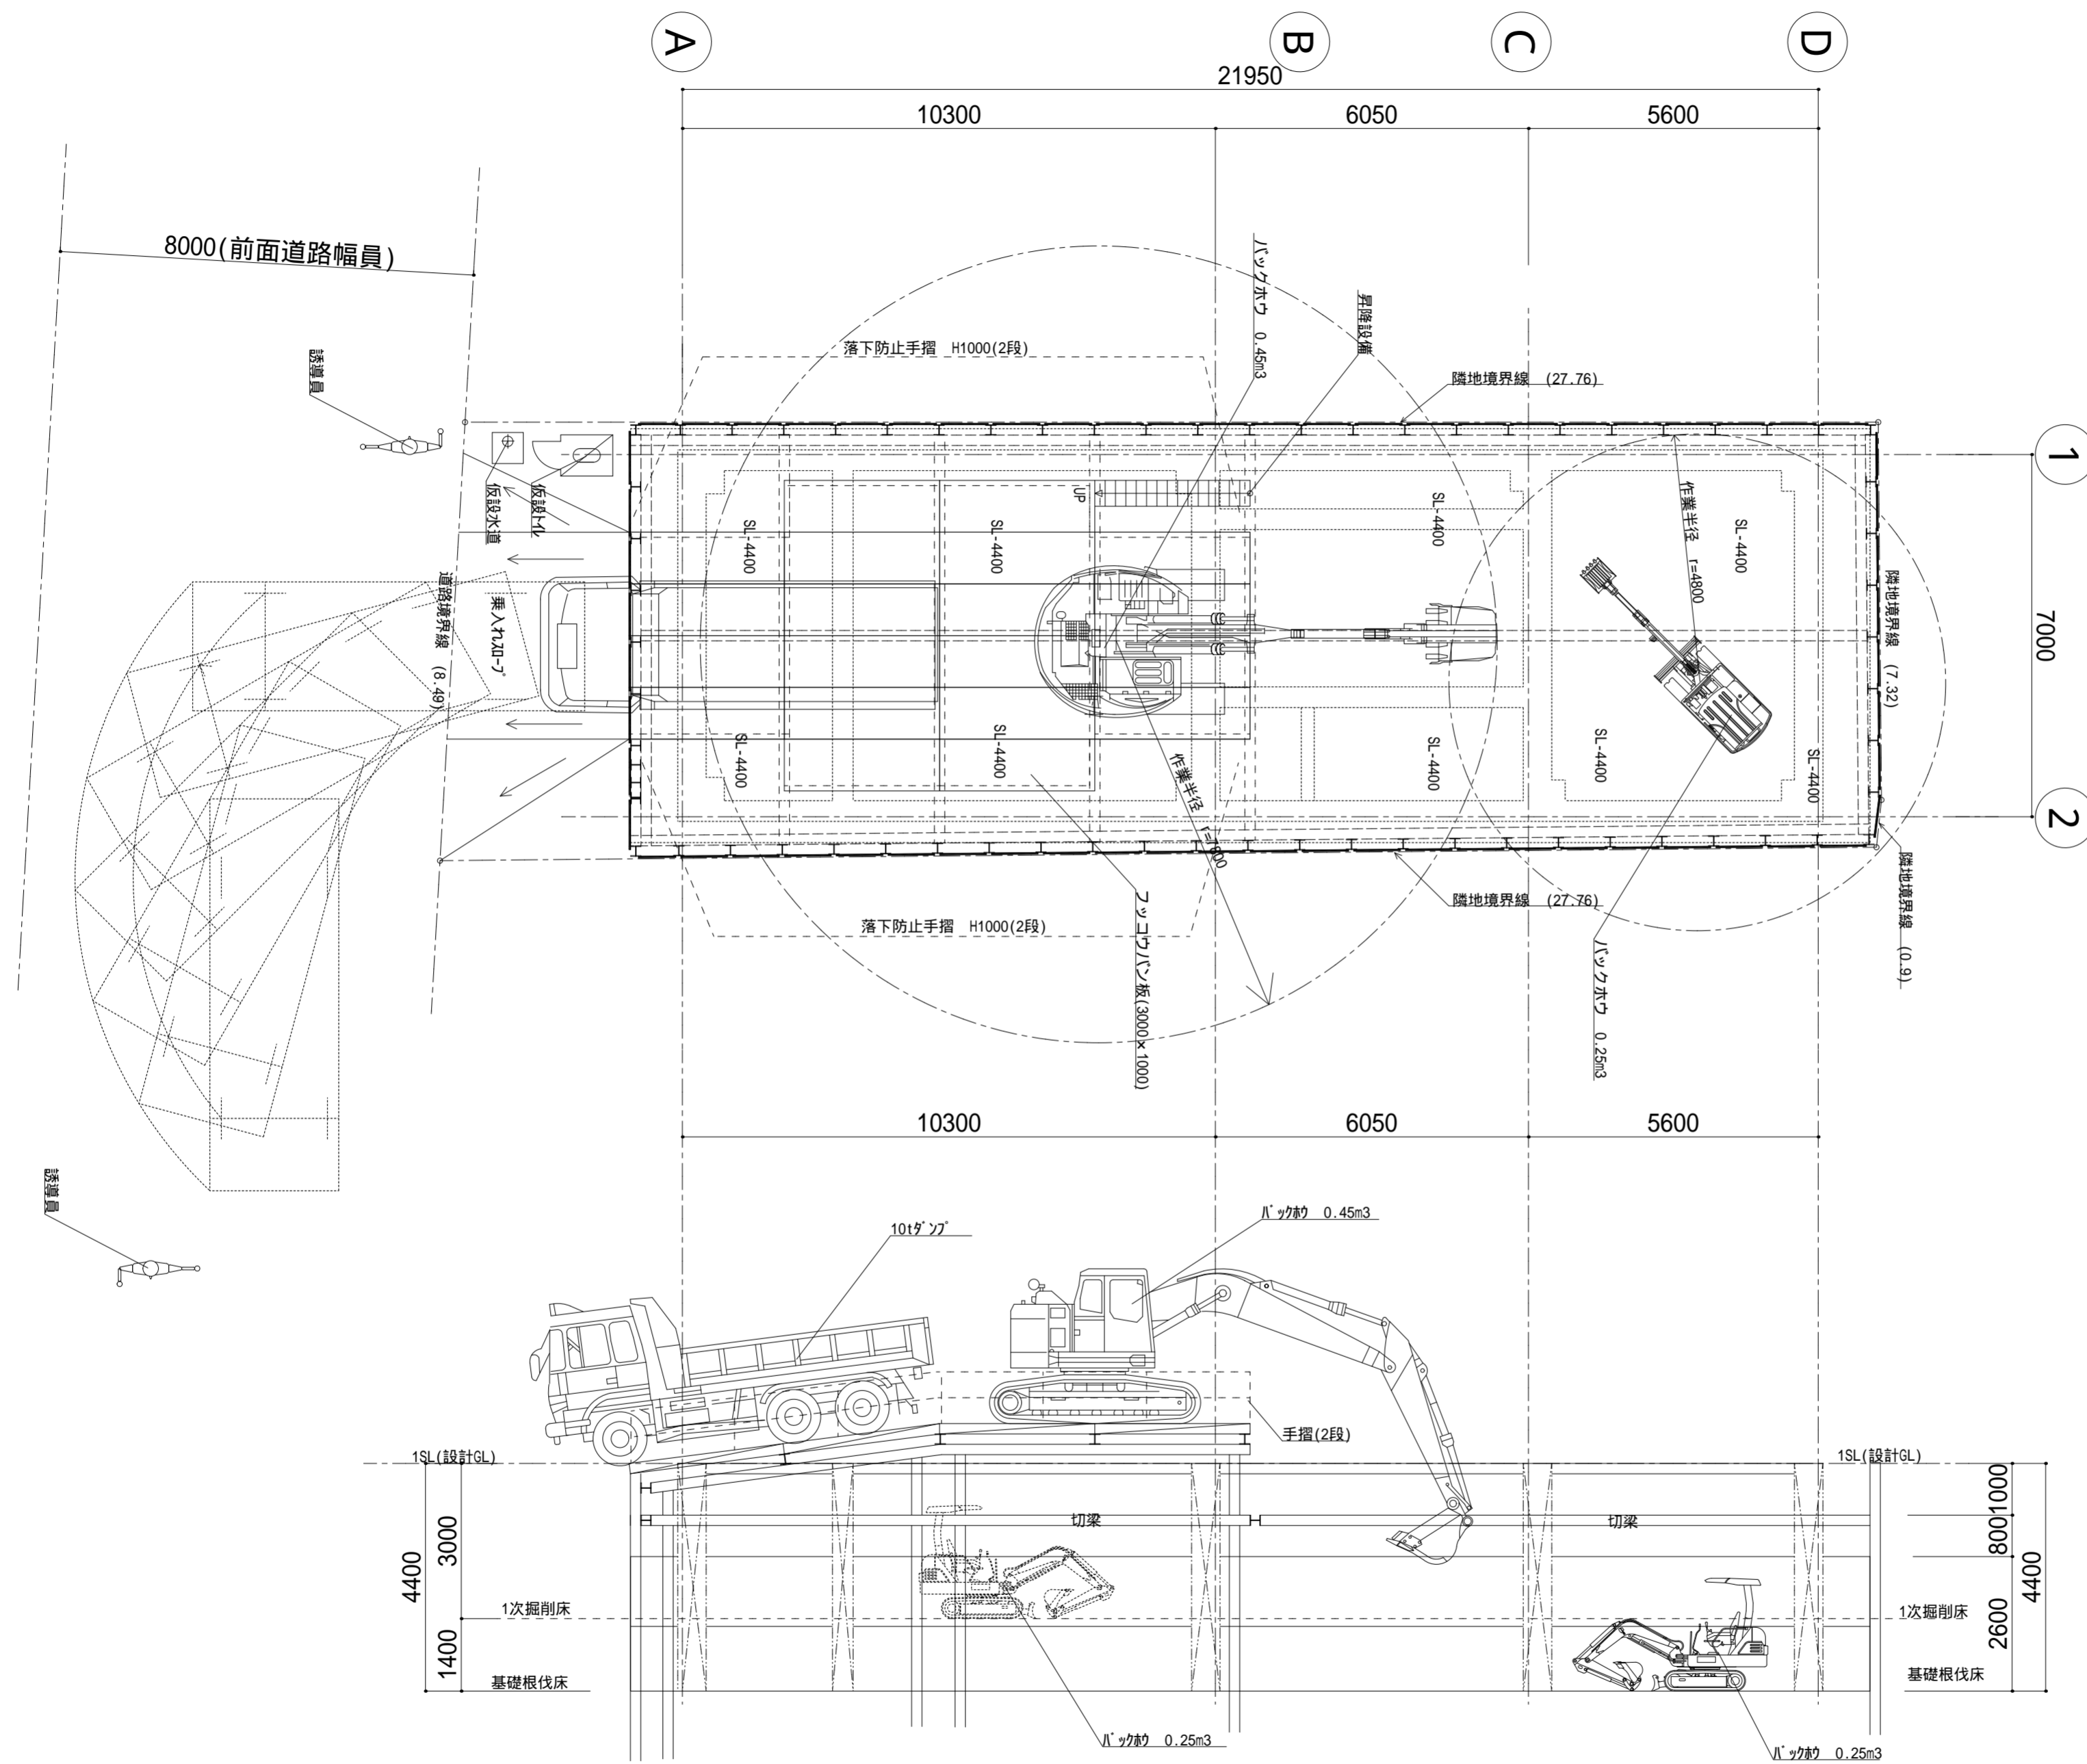 A
B
C
D
21950
10300
6050
5600
8000(前面道路幅員)
誘導員
バックホウ 0.45m3
昇降設備
落下防止手摺 H1000(2段)
隣地境界線 (27.76)
1
仮設水道
仮設ﾄｲﾚ
UP
SL-4400
SL-4400
SL-4400
SL-4400
作業半径 r=4800
隣地境界線 (7.32)
7000
道路境界線 (8.49)
乗入れｽﾛｰﾌﾟ
SL-4400
SL-4400
SL-4400
SL-4400
SL-4400
作業半径 r=7800
2
隣地境界線 (0.9)
落下防止手摺 H1000(2段)
フッコウバン板(3000×1000)
隣地境界線 (27.76)
バックホウ 0.25m3
10300
6050
5600
誘導員
10tﾀﾞﾝﾌﾟ
ﾊﾞｯｸﾎｳ 0.45m3
手摺(2段)
1SL(設計GL)
1SL(設計GL)
切梁
切梁
4400
3000
1400
1000
800
2600
4400
1次掘削床
1次掘削床
基礎根伐床
基礎根伐床
ﾊﾞｯｸﾎｳ 0.25m3
ﾊﾞｯｸﾎｳ 0.25m3